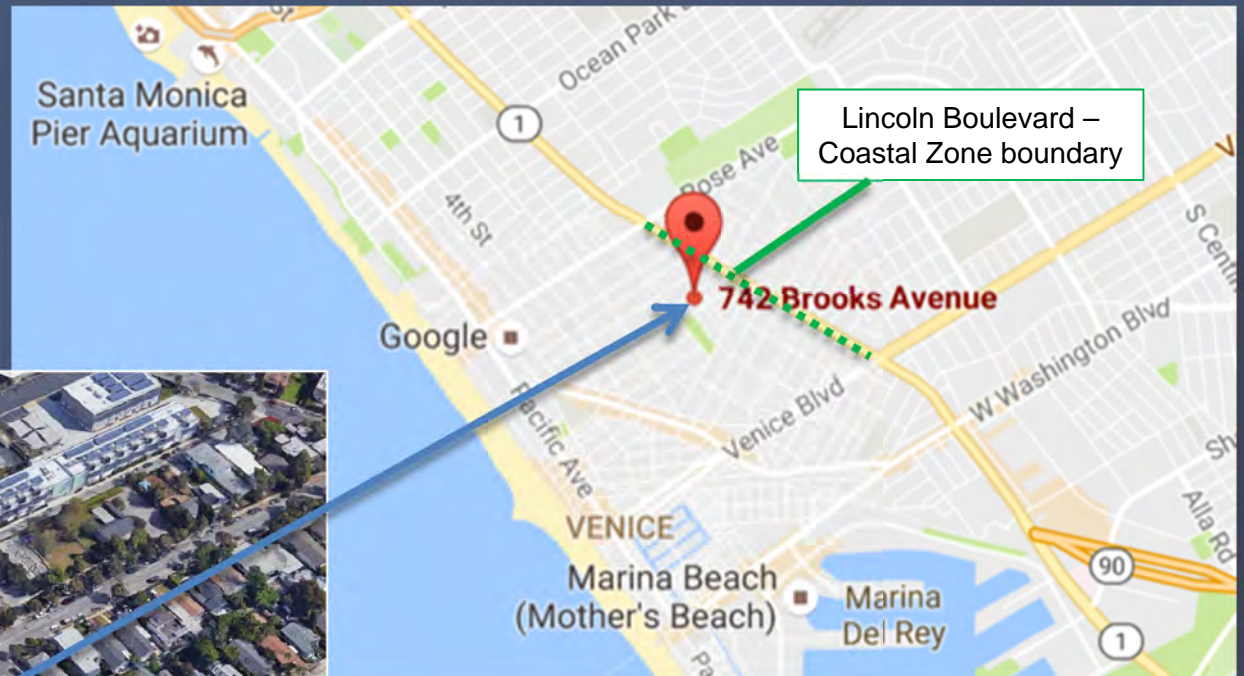 Santa Monica
Pier Aquarium
1
Ocean Park
Lincoln Boulevard –
Coastal Zone boundary
Rose Ave
4th St
742 Brooks Avenue
Google
Pacific Ave
Venice Blvd
W Washington Blvd
VENICE
Marina Beach
(Mother's Beach)
Marina
Del Rey
Alla Rd
90
1